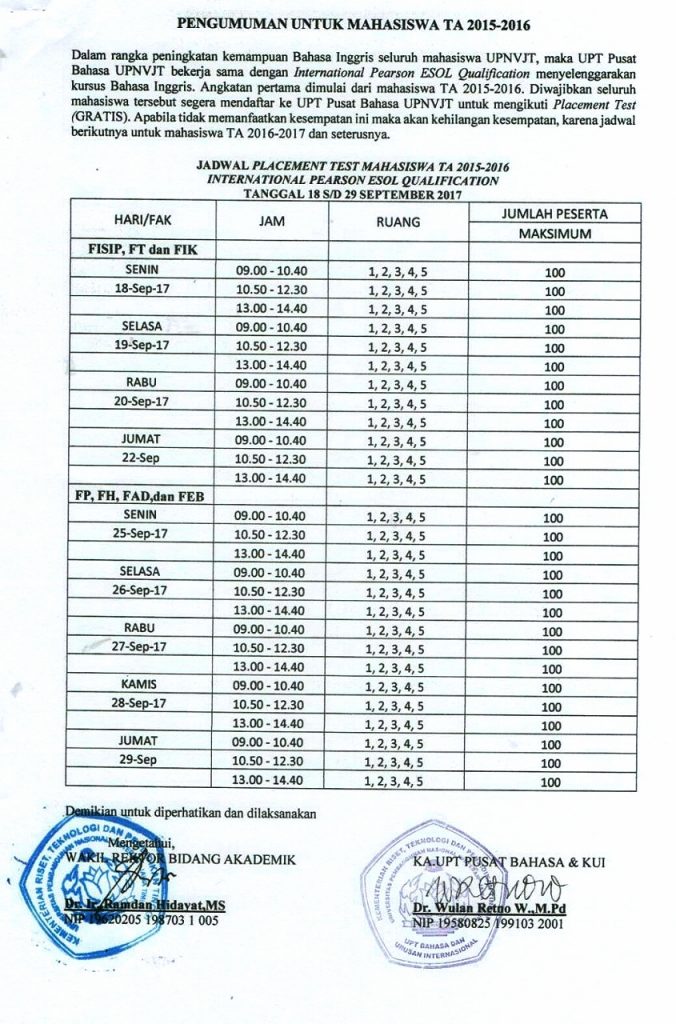 PENGUMUMAN UNTUK MAHASISWA TA 2015-2016
Dalam rangka peningkatan kemampuan Bahasa Inggris seluruh mahasiswa UPNVJT, maka UPT Pusat
Bahasa UPNVJT bekerja sama dengan International Pearson ESOL Qualification menyelenggarakan
kursus Bahasa Inggris. Angkatan pertama dimulai dari mahasiswa TA 2015-2016. Diwajibkan seluruh
mahasiswa tersebut segera mendaftar ke UPT Pusat Bahasa UPNVJT untuk mengikuti Placement Test
(GRATIS). Apabila tidak memanfaatkan kesempatan ini maka akan kehilangan kesempatan, karena jadwal
berikutnya untuk mahasiswa TA 2016-2017 dan seterusnya.
JADWAL PLACEMENT TEST MAHASISWA TA 2015-2016
INTERNATIONAL PEARSON ESOL QUALIFICATION
TANGGAL 18 S/D 29 SEPTEMBER 2017
HARI/FAK JAM RUANG JUMLAH PESERTA
MAKSIMUM
FISIP, FT dan FIK
SENIN 09.00 - 10.40 1, 2, 3, 4, 5 100
18-Sep-17 10.50 - 12.30 1, 2, 3, 4, 5 100
13.00 - 14.40 1, 2, 3, 4, 5 100
SELASA 09.00 - 10.40 1, 2, 3, 4, 5 100
19-Sep-17 10.50 - 12.30 1, 2, 3, 4, 5 100
13.00 - 14.40 1, 2, 3, 4, 5 100
RABU 09.00 - 10.40 1, 2, 3, 4, 5 100
20-Sep-17 10.50 - 12.30 1, 2, 3, 4, 5 100
13.00 - 14.40 1, 2, 3, 4, 5 100
JUMAT 09.00 - 10.40 1, 2, 3, 4, 5 100
22-Sep 10.50 - 12.30 1, 2, 3, 4, 5 100
13.00 - 14.40 1, 2, 3, 4, 5 100
FP, FH, FAD,dan FEB
SENIN 09.00 - 10.40 1, 2, 3, 4, 5 100
25-Sep-17 10.50 - 12.30 1, 2, 3, 4, 5 100
13.00 - 14.40 1, 2, 3, 4, 5 100
SELASA 09.00 - 10.40 1, 2, 3, 4, 5 100
26-Sep-17 10.50 - 12.30 1, 2, 3, 4, 5 100
13.00 - 14.40 1, 2, 3, 4, 5 100
RABU 09.00 - 10.40 1, 2, 3, 4, 5 100
27-Sep-17 10.50 - 12.30 1, 2, 3, 4, 5 100
13.00 - 14.40 1, 2, 3, 4, 5 100
KAMIS 09.00 - 10.40 1, 2, 3, 4, 5 100
28-Sep-17 10.50 - 12.30 1, 2, 3, 4, 5 100
13.00 - 14.40 1, 2, 3, 4, 5 100
JUMAT 09.00 - 10.40 1, 2, 3, 4, 5 100
29-Sep 10.50 - 12.30 1, 2, 3, 4, 5 100
13.00 - 14.40 1, 2, 3, 4, 5 100
Demikian untuk diperhatikan dan dilaksanakan
Mengetahui,
WAKIL REKTOR BIDANG AKADEMIK
Dr. Ir. Ramdan Hidayat,MS
NIP 19620205 198703 1 005
KA.UPT PUSAT BAHASA & KUI
Dr. Wulan Retno W.,M.Pd
NIP 19580825 199103 2001
KEMENTERIAN RISET, TEKNOLOGI DAN
KEMENTERIAN RISET, TEKNOLOGI DAN
UPT BAHASA DAN
URUSAN INTERNASIONAL